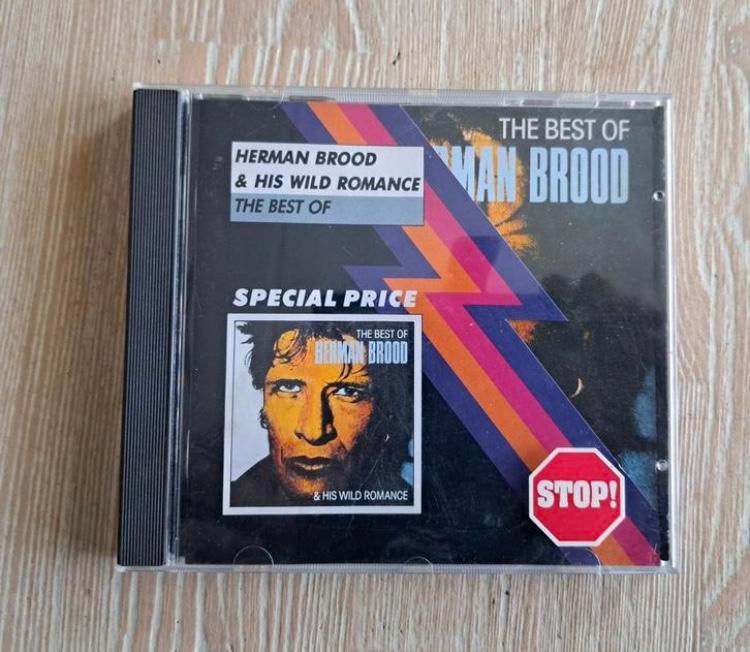 THE BEST OF
MAN BROOD
HERMAN BROOD
& HIS WILD ROMANCE
THE BEST OF
SPECIAL PRICE
THE BEST OF
HERMAN BROOD
& HIS WILD ROMANCE
STOP!